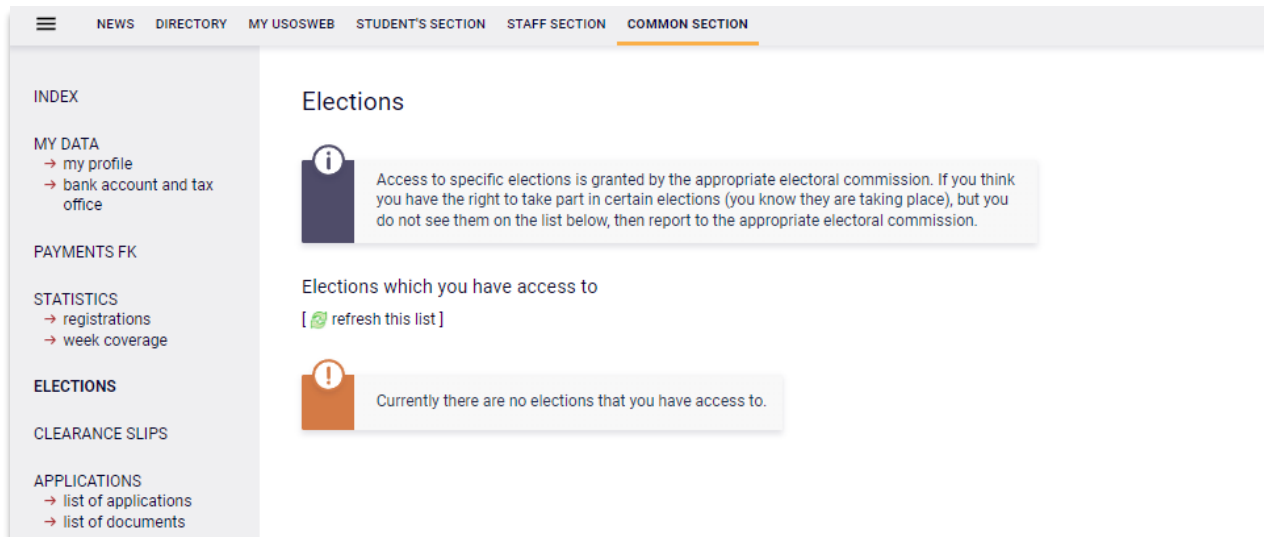 NEWS DIRECTORY MY USOSWEB STUDENT'S SECTION STAFF SECTION COMMON SECTION
INDEX
MY DATA
→ my profile
→ bank account and tax
office
PAYMENTS FK
STATISTICS
→ registrations
→ week coverage
ELECTIONS
CLEARANCE SLIPS
APPLICATIONS
→ list of applications
→ list of documents
Elections
Access to specific elections is granted by the appropriate electoral commission. If you think
you have the right to take part in certain elections (you know they are taking place), but you
do not see them on the list below, then report to the appropriate electoral commission.
Elections which you have access to
[ refresh this list ]
Currently there are no elections that you have access to.